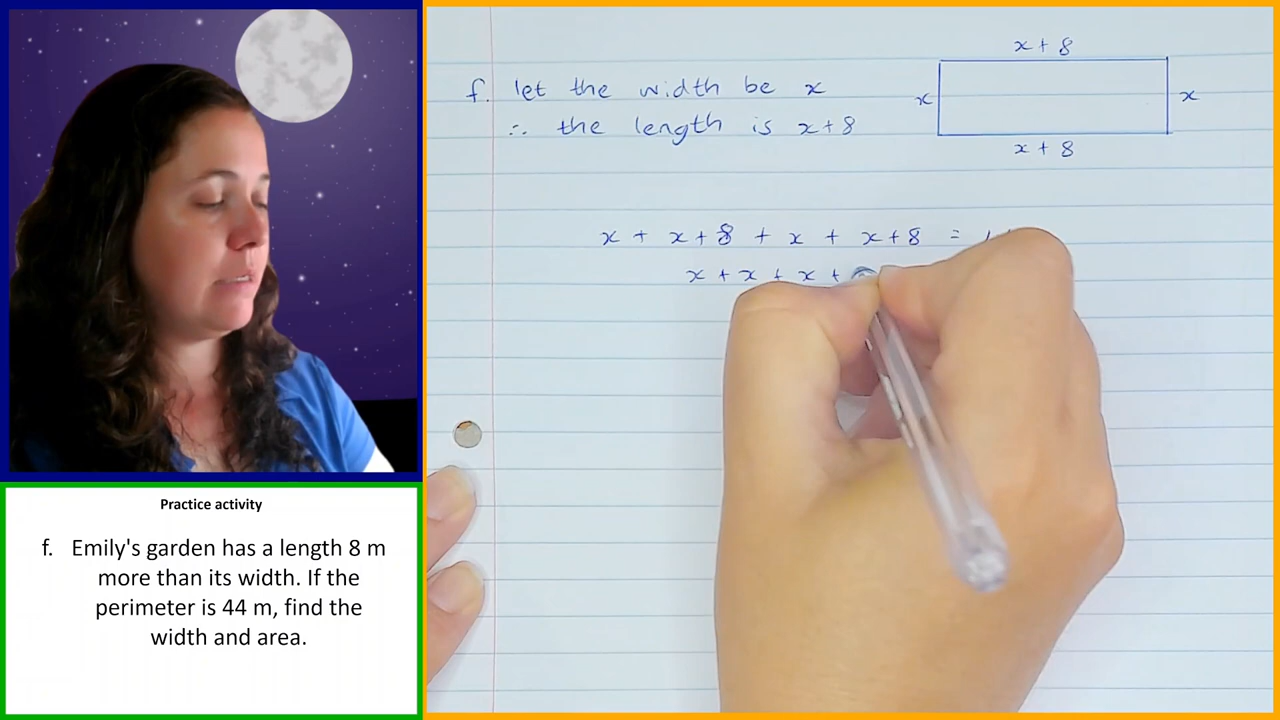 f. let the width be x
∴ the length is x+8
x + 8
x
x
x + 8
x + x+8 + x + x+8 =
x + x + x +
Practice activity
f. Emily's garden has a length 8 m
more than its width. If the
perimeter is 44 m, find the
width and area.